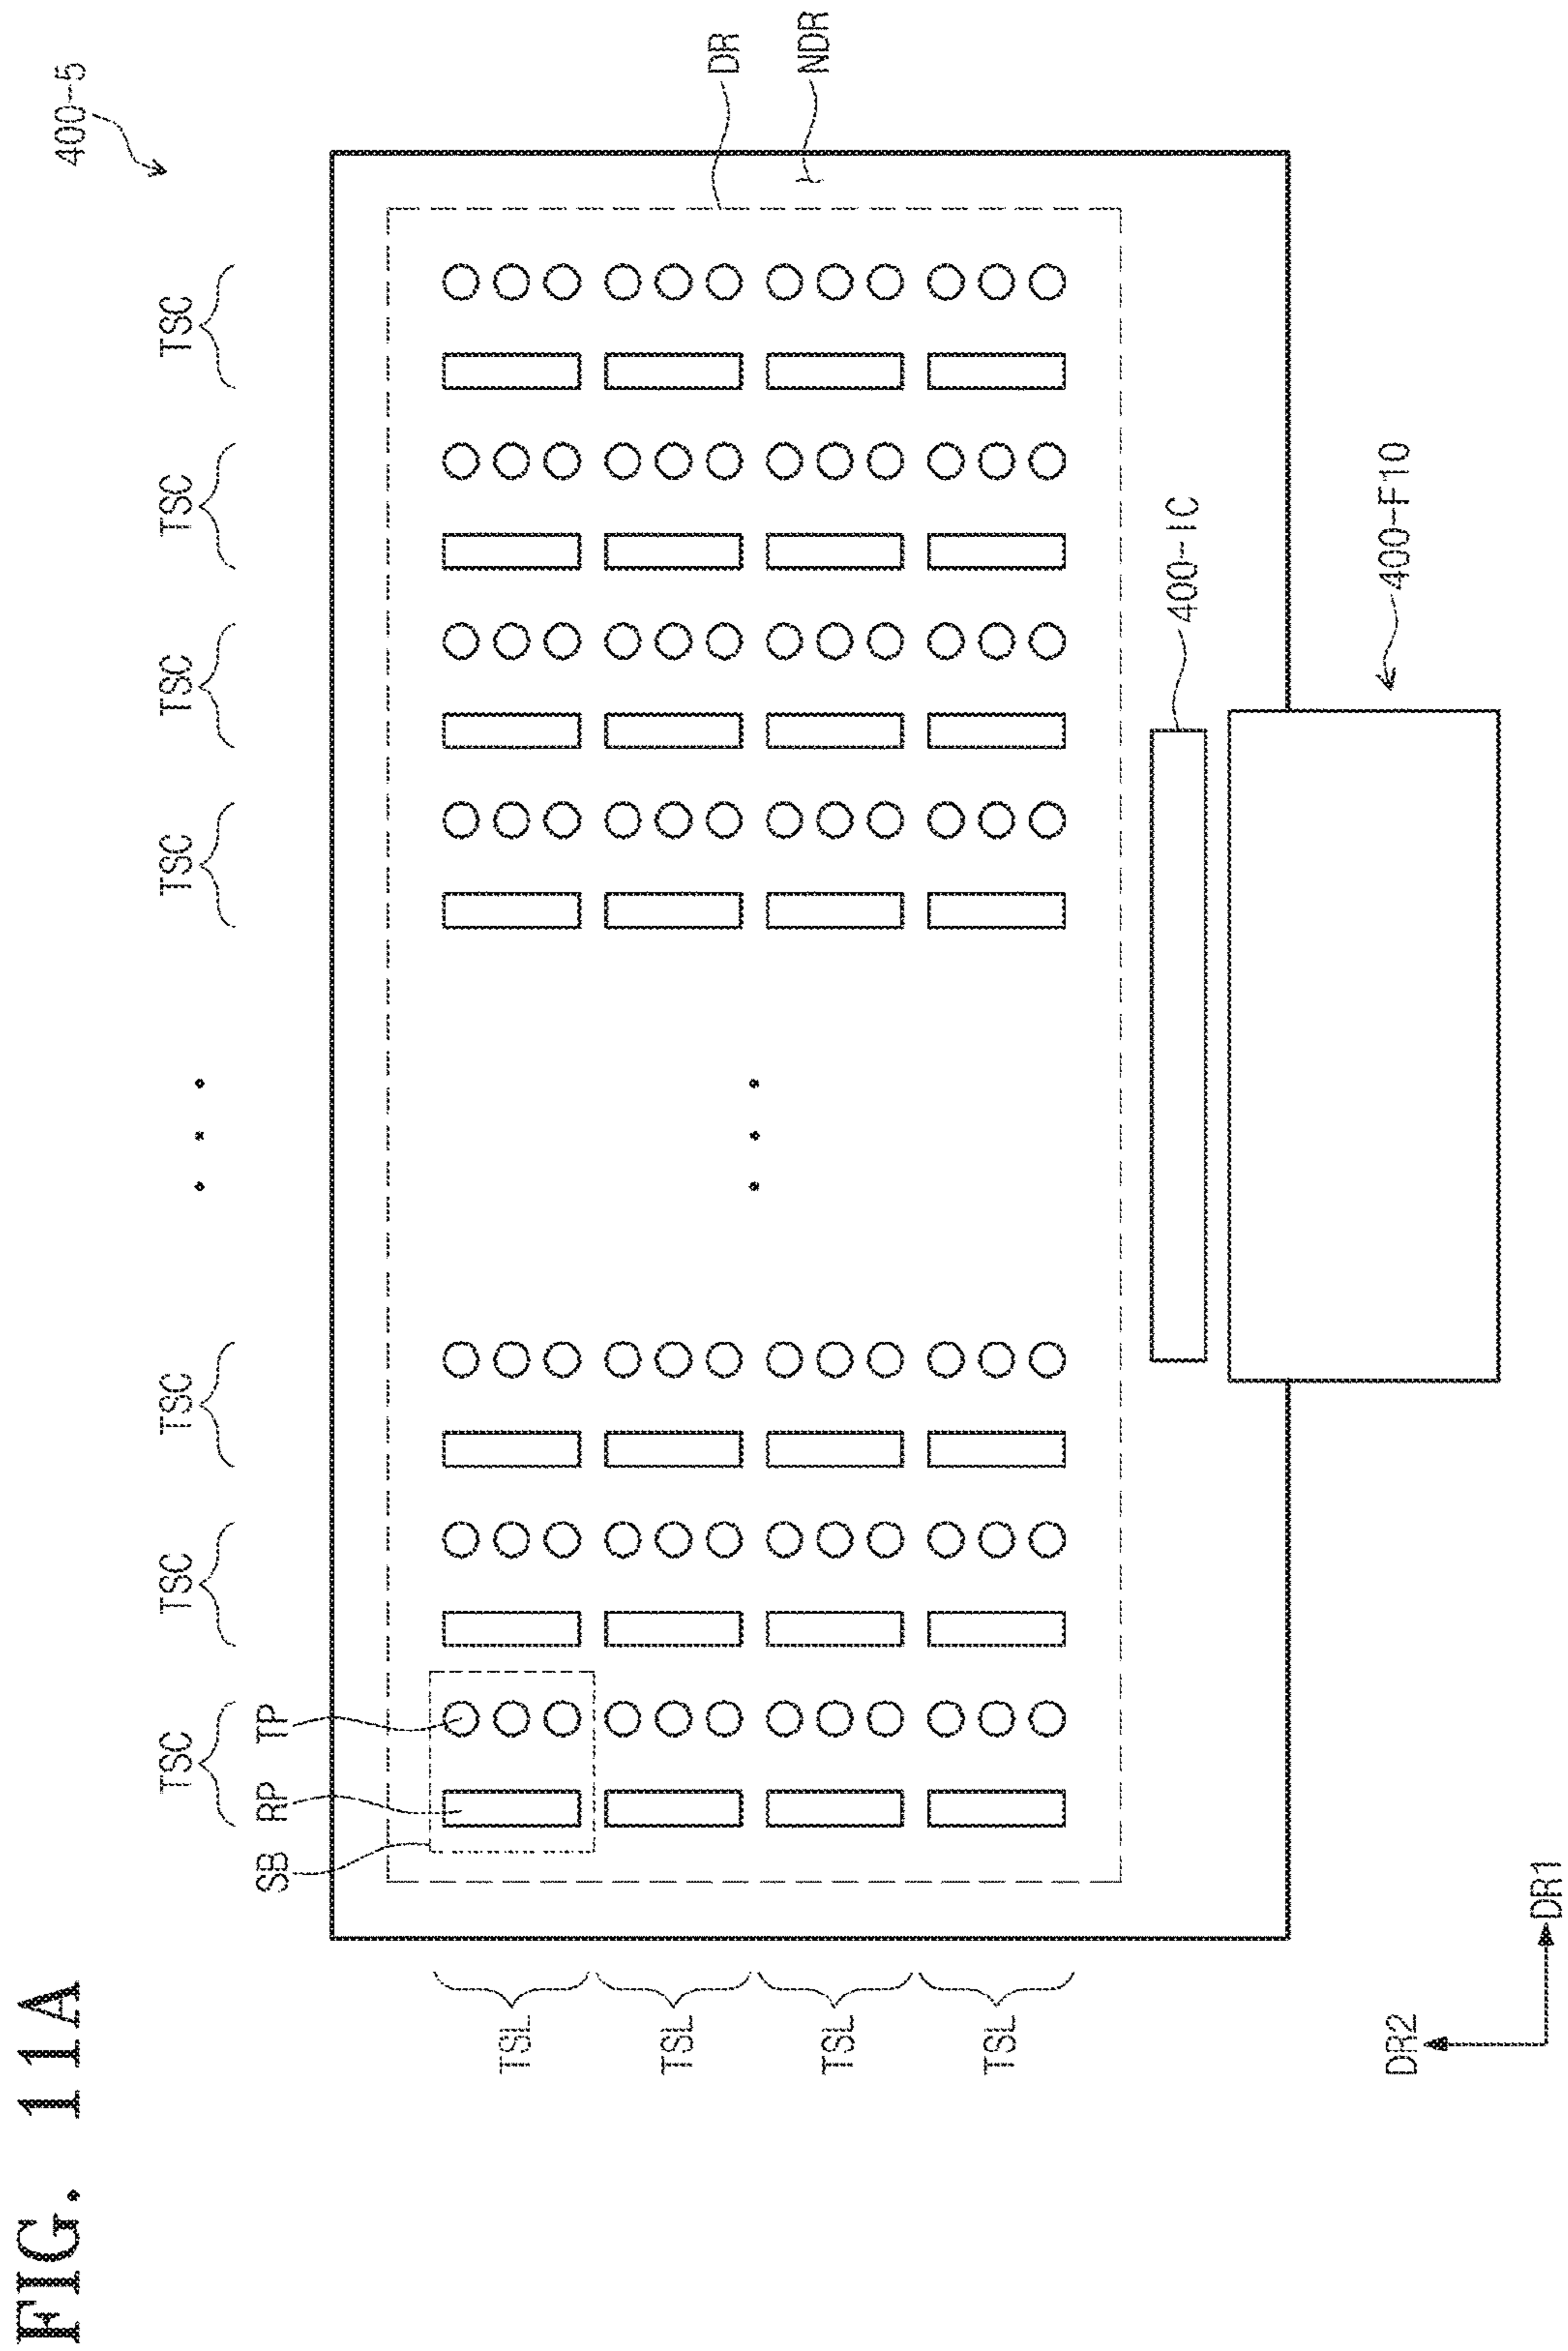 FIG. 11A
400-5
TSC
TSC
TSC
TSC
TSC
TSC
TSC
SB
RP
TP
DR
NDR
TSL
TSL
TSL
TSL
400-IC
400-F10
DR2
DR1